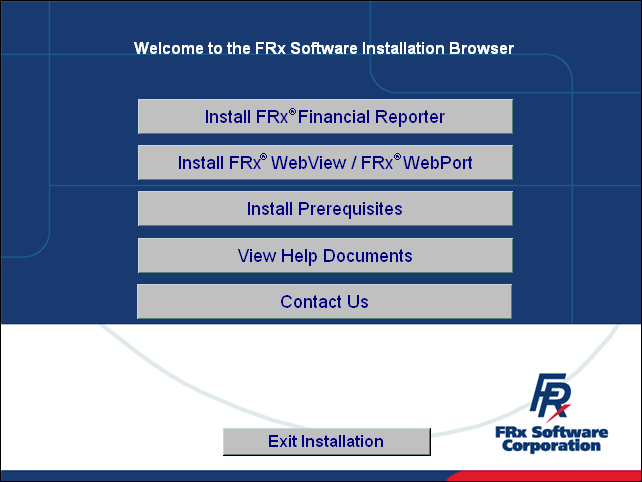 Welcome to the FRx Software Installation Browser
Install FRx® Financial Reporter
Install FRx® WebView / FRx® WebPort
Install Prerequisites
View Help Documents
Contact Us
FRx
FRx Software
Corporation
Exit Installation